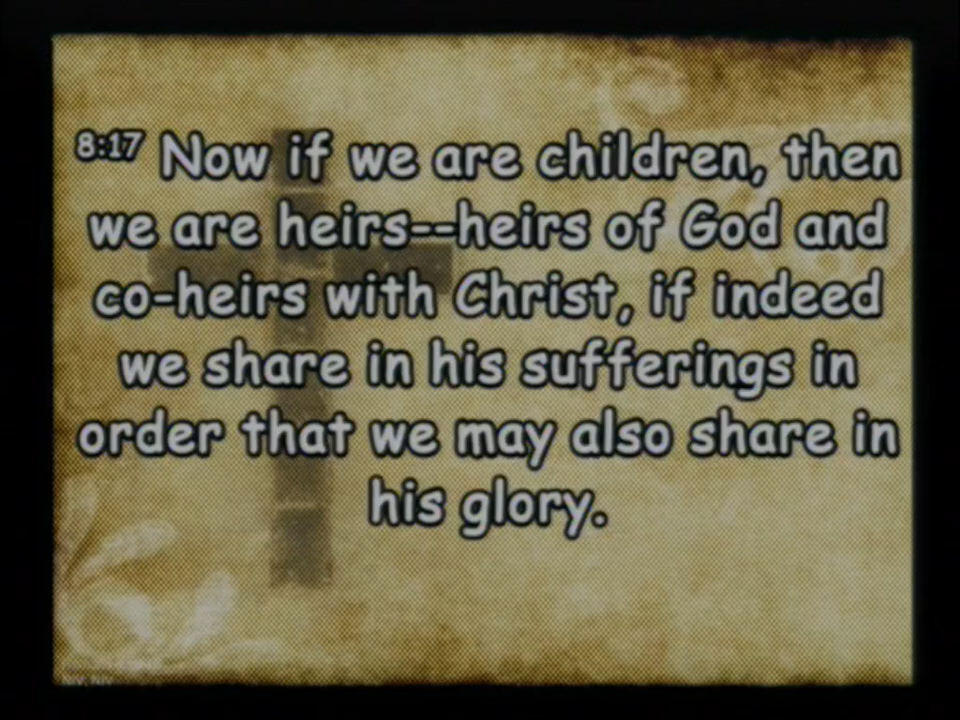 8:17 Now if we are children, then
we are heirs--heirs of God and
co-heirs with Christ, if indeed
we share in his sufferings in
order that we may also share in
his glory.